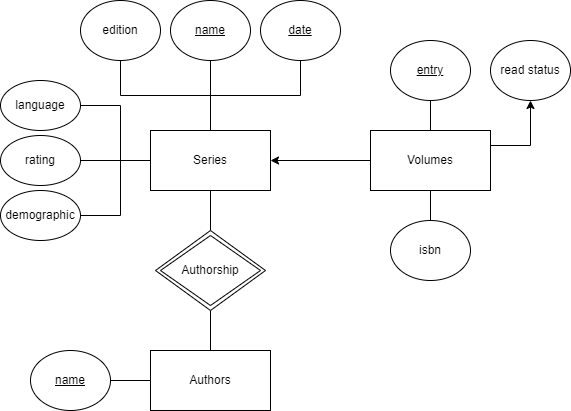 edition
name
date
language
rating
demographic
Series
entry
read status
Volumes
isbn
Authorship
name
Authors